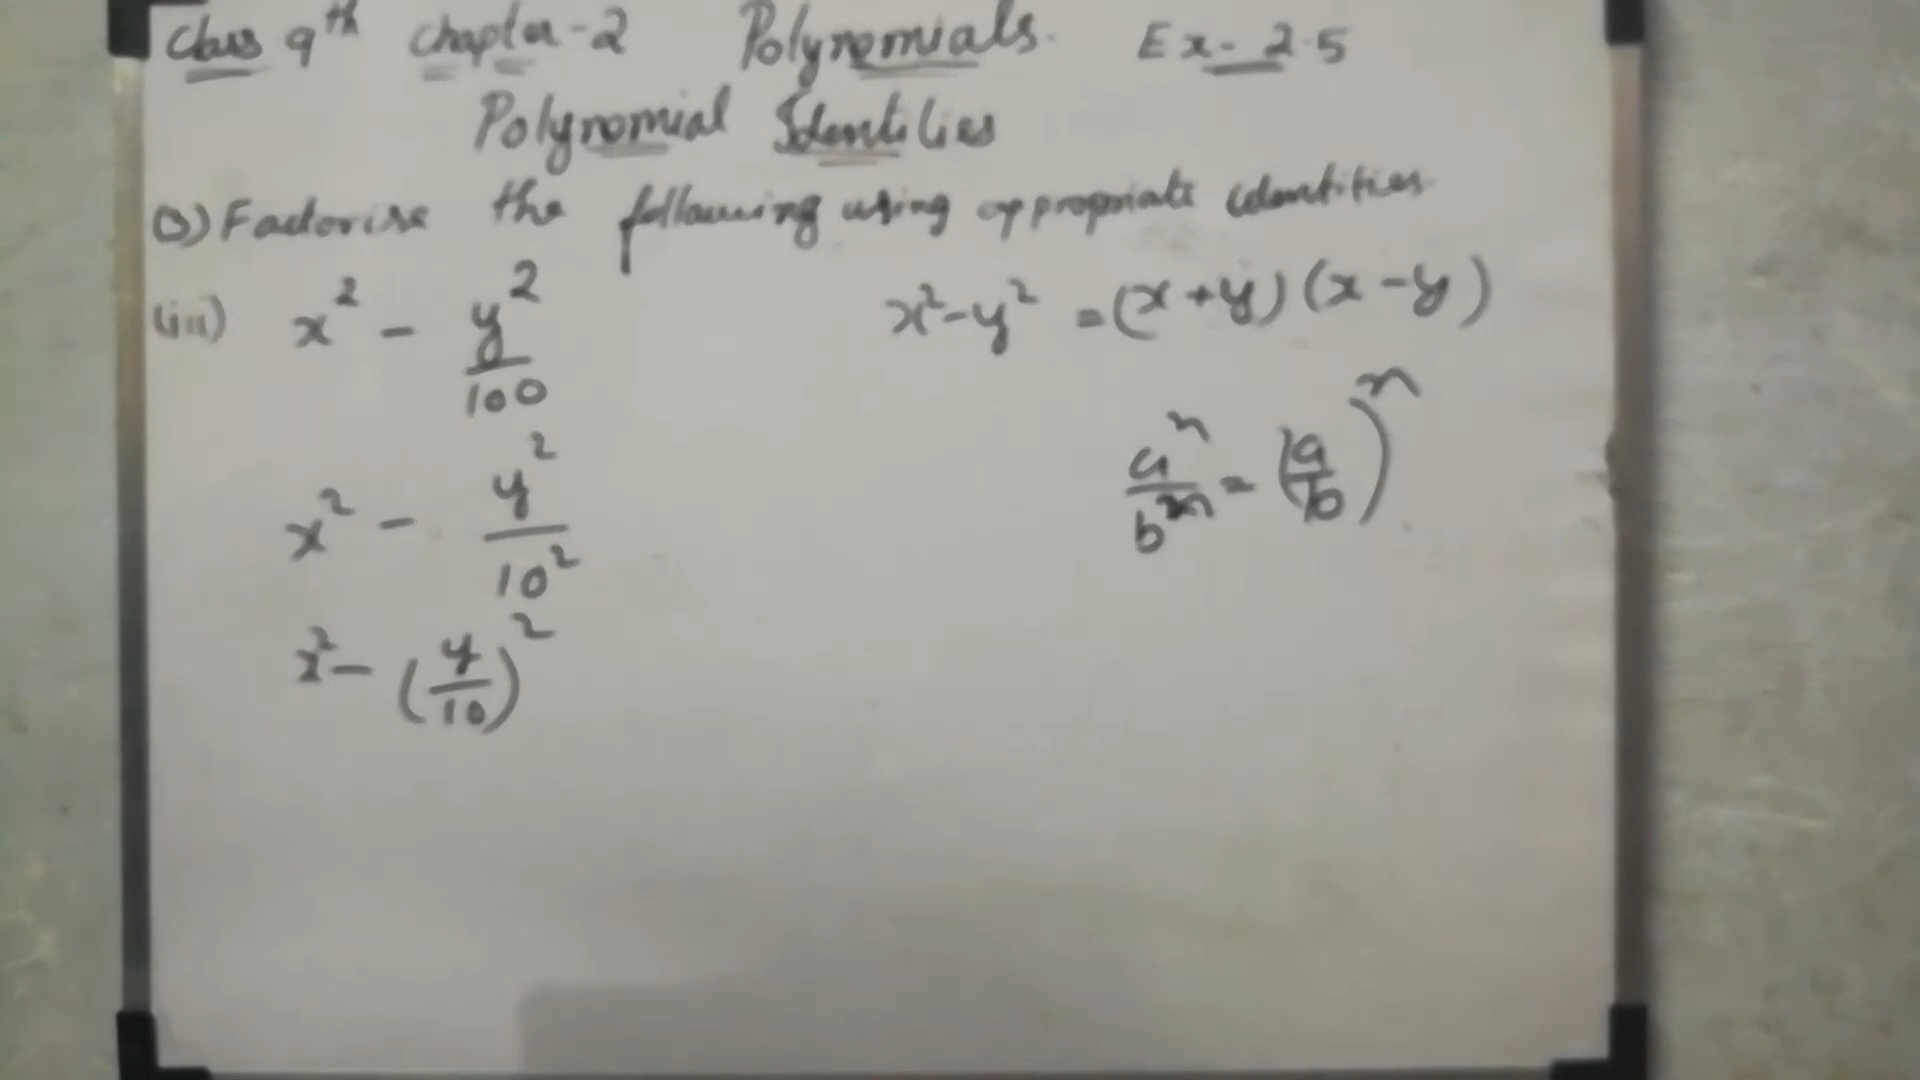 Class 9th Chapter-2 Polynomials. Ex-2.5
Polynomial Identities
Q) Factorise the following using appropriate identities.
(iii) x² - y²/100
x²-y² = (x+y)(x-y)
aⁿ/bⁿ = (a/b)ⁿ
x² - y²/10²
x² - (y/10)²